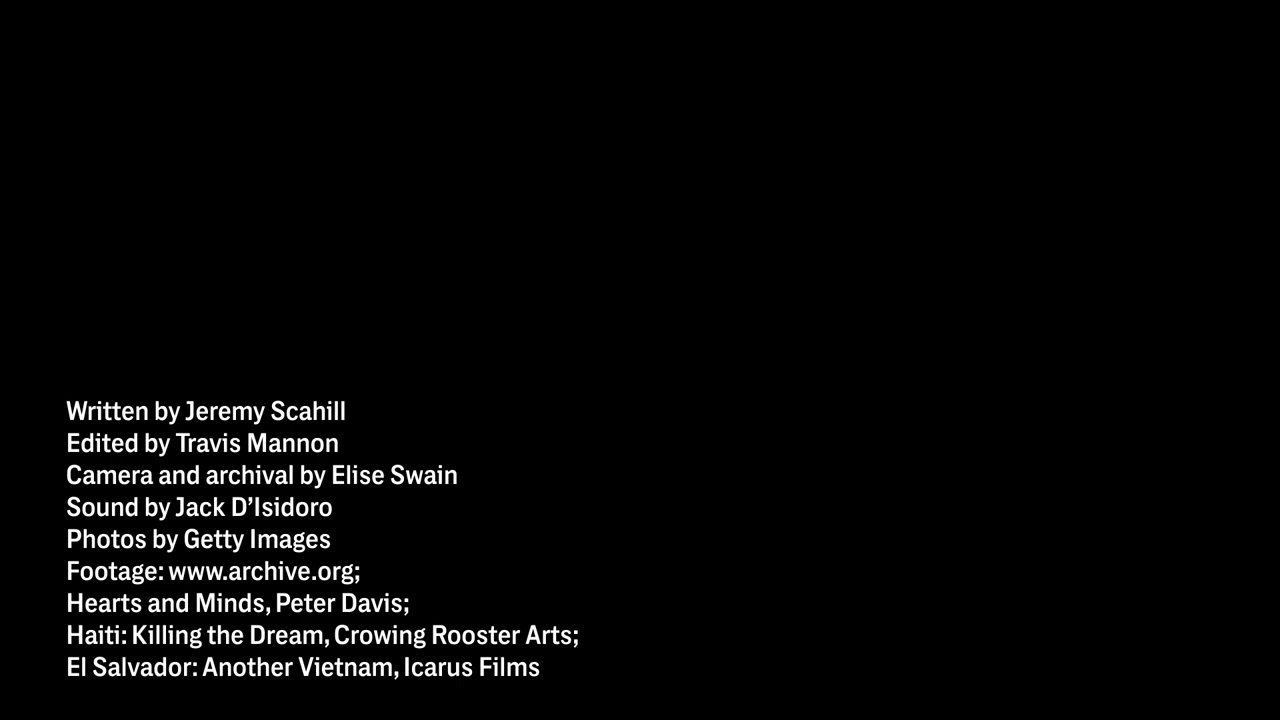 Written by Jeremy Scahill
Edited by Travis Mannon
Camera and archival by Elise Swain
Sound by Jack D’Isidoro
Photos by Getty Images
Footage: www.archive.org;
Hearts and Minds, Peter Davis;
Haiti: Killing the Dream, Crowing Rooster Arts;
El Salvador: Another Vietnam, Icarus Films